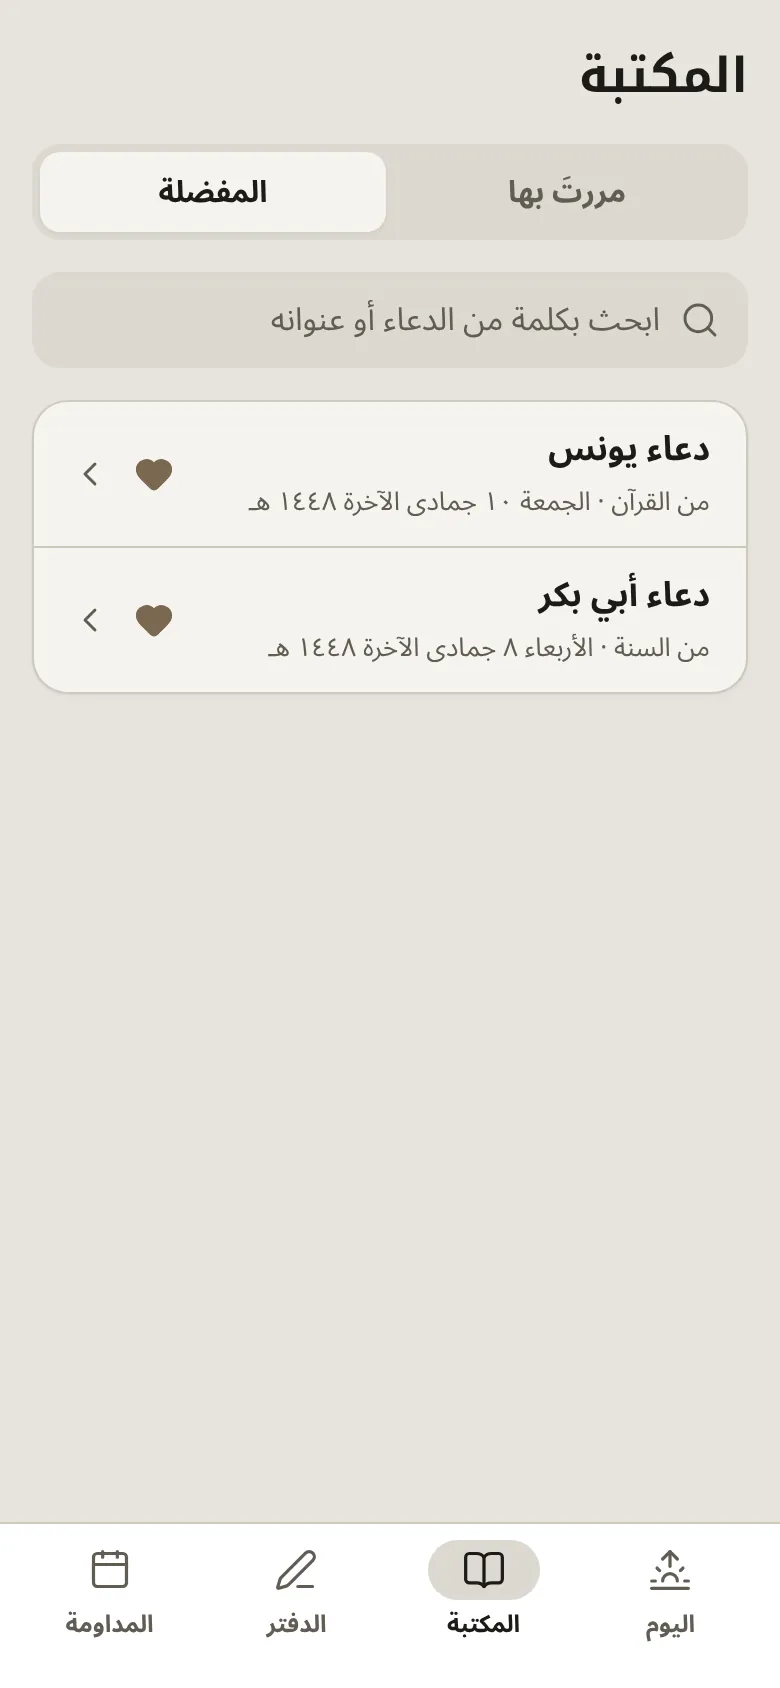 المكتبة
مررتَ بها
المفضلة
ابحث بكلمة من الدعاء أو عنوانه
دعاء يونس
من القرآن · الجمعة ١٠ جمادى الآخرة ١٤٤٨ هـ
دعاء أبي بكر
من السنة · الأربعاء ٨ جمادى الآخرة ١٤٤٨ هـ
اليوم
المكتبة
الدفتر
المداومة